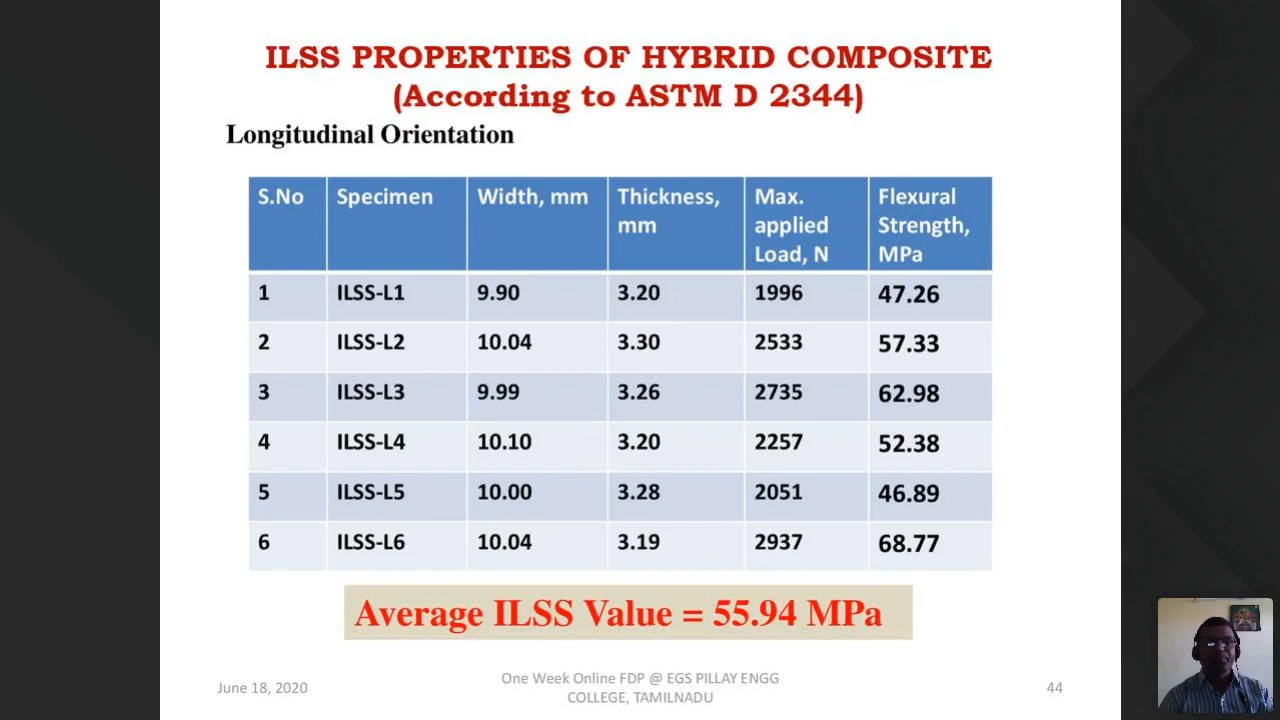 ILSS PROPERTIES OF HYBRID COMPOSITE
(According to ASTM D 2344)
Longitudinal Orientation
S.No Specimen Width, mm Thickness, mm Max. applied Load, N Flexural Strength, MPa
1 ILSS-L1 9.90 3.20 1996 47.26
2 ILSS-L2 10.04 3.30 2533 57.33
3 ILSS-L3 9.99 3.26 2735 62.98
4 ILSS-L4 10.10 3.20 2257 52.38
5 ILSS-L5 10.00 3.28 2051 46.89
6 ILSS-L6 10.04 3.19 2937 68.77
Average ILSS Value = 55.94 MPa
June 18, 2020
One Week Online FDP @ EGS PILLAY ENGG
COLLEGE, TAMILNADU
44